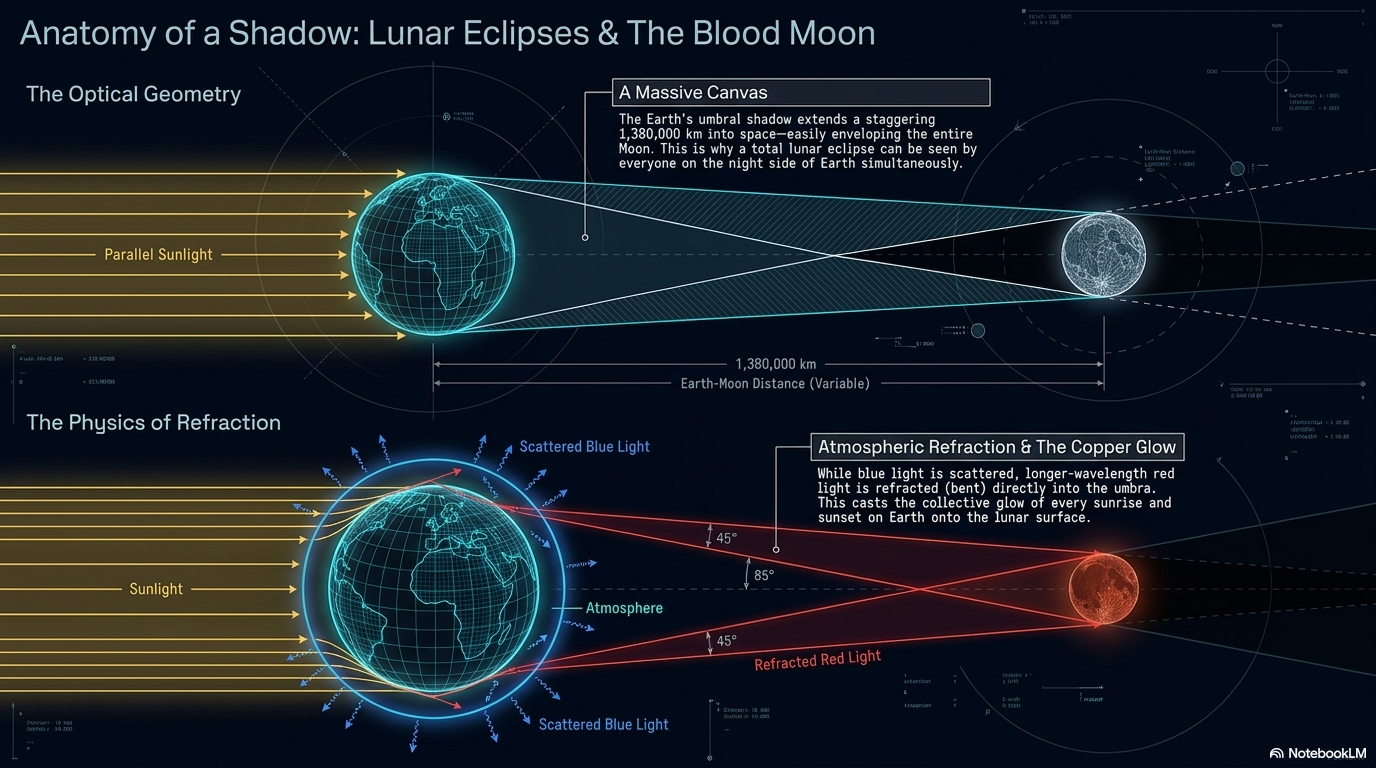 Anatomy of a Shadow: Lunar Eclipses & The Blood Moon
The Optical Geometry
A Massive Canvas
The Earth's umbral shadow extends a staggering
1,380,000 km into space—easily enveloping the entire
Moon. This is why a total lunar eclipse can be seen by
everyone on the night side of Earth simultaneously.
Parallel Sunlight
1,380,000 km
Earth-Moon Distance (Variable)
The Physics of Refraction
Scattered Blue Light
Atmospheric Refraction & The Copper Glow
While blue light is scattered, longer-wavelength red
light is refracted (bent) directly into the umbra.
This casts the collective glow of every sunrise and
sunset on Earth onto the lunar surface.
45°
85°
Sunlight
Atmosphere
45°
Refracted Red Light
Scattered Blue Light
NotebookLM